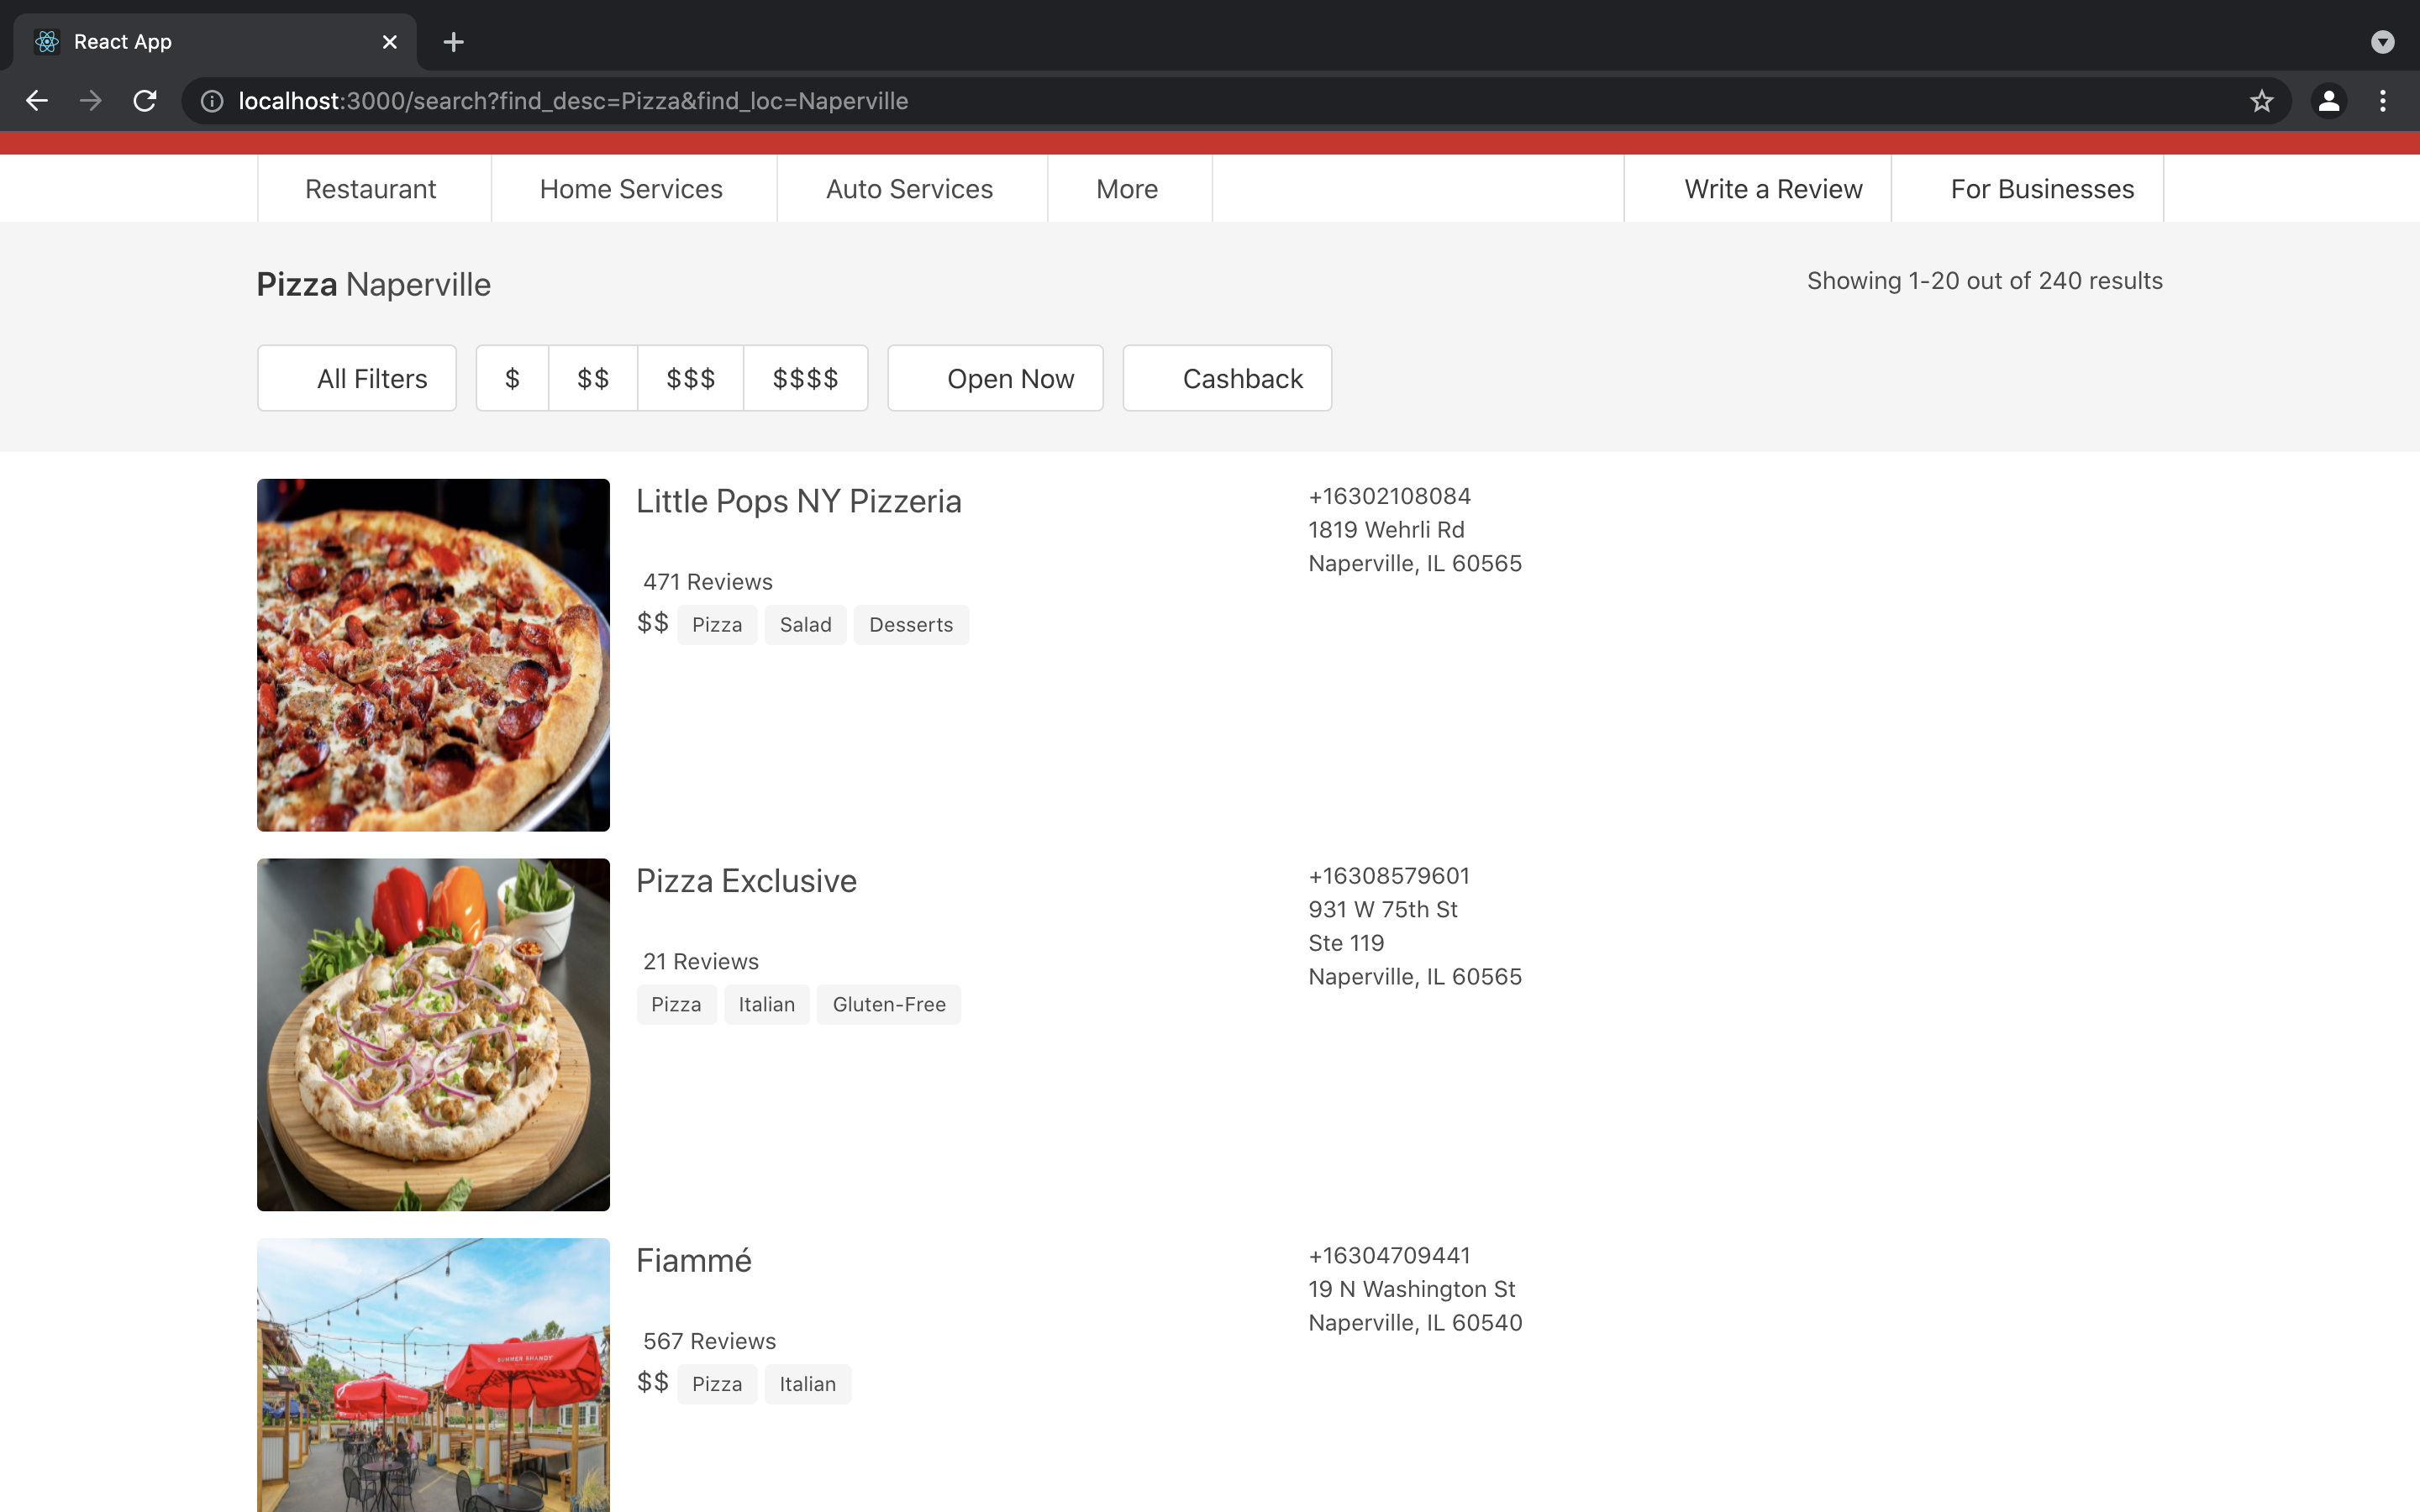 React App
localhost:3000/search?find_desc=Pizza&find_loc=Naperville
Restaurant Home Services Auto Services More Write a Review For Businesses
Pizza Naperville Showing 1-20 out of 240 results
All Filters $ $$ $$$ $$$$ Open Now Cashback
Little Pops NY Pizzeria
471 Reviews
$$ Pizza Salad Desserts
+16302108084
1819 Wehrli Rd
Naperville, IL 60565
Pizza Exclusive
21 Reviews
Pizza Italian Gluten-Free
+16308579601
931 W 75th St
Ste 119
Naperville, IL 60565
Fiammé
567 Reviews
$$ Pizza Italian
+16304709441
19 N Washington St
Naperville, IL 60540
SUMMER SHANDY